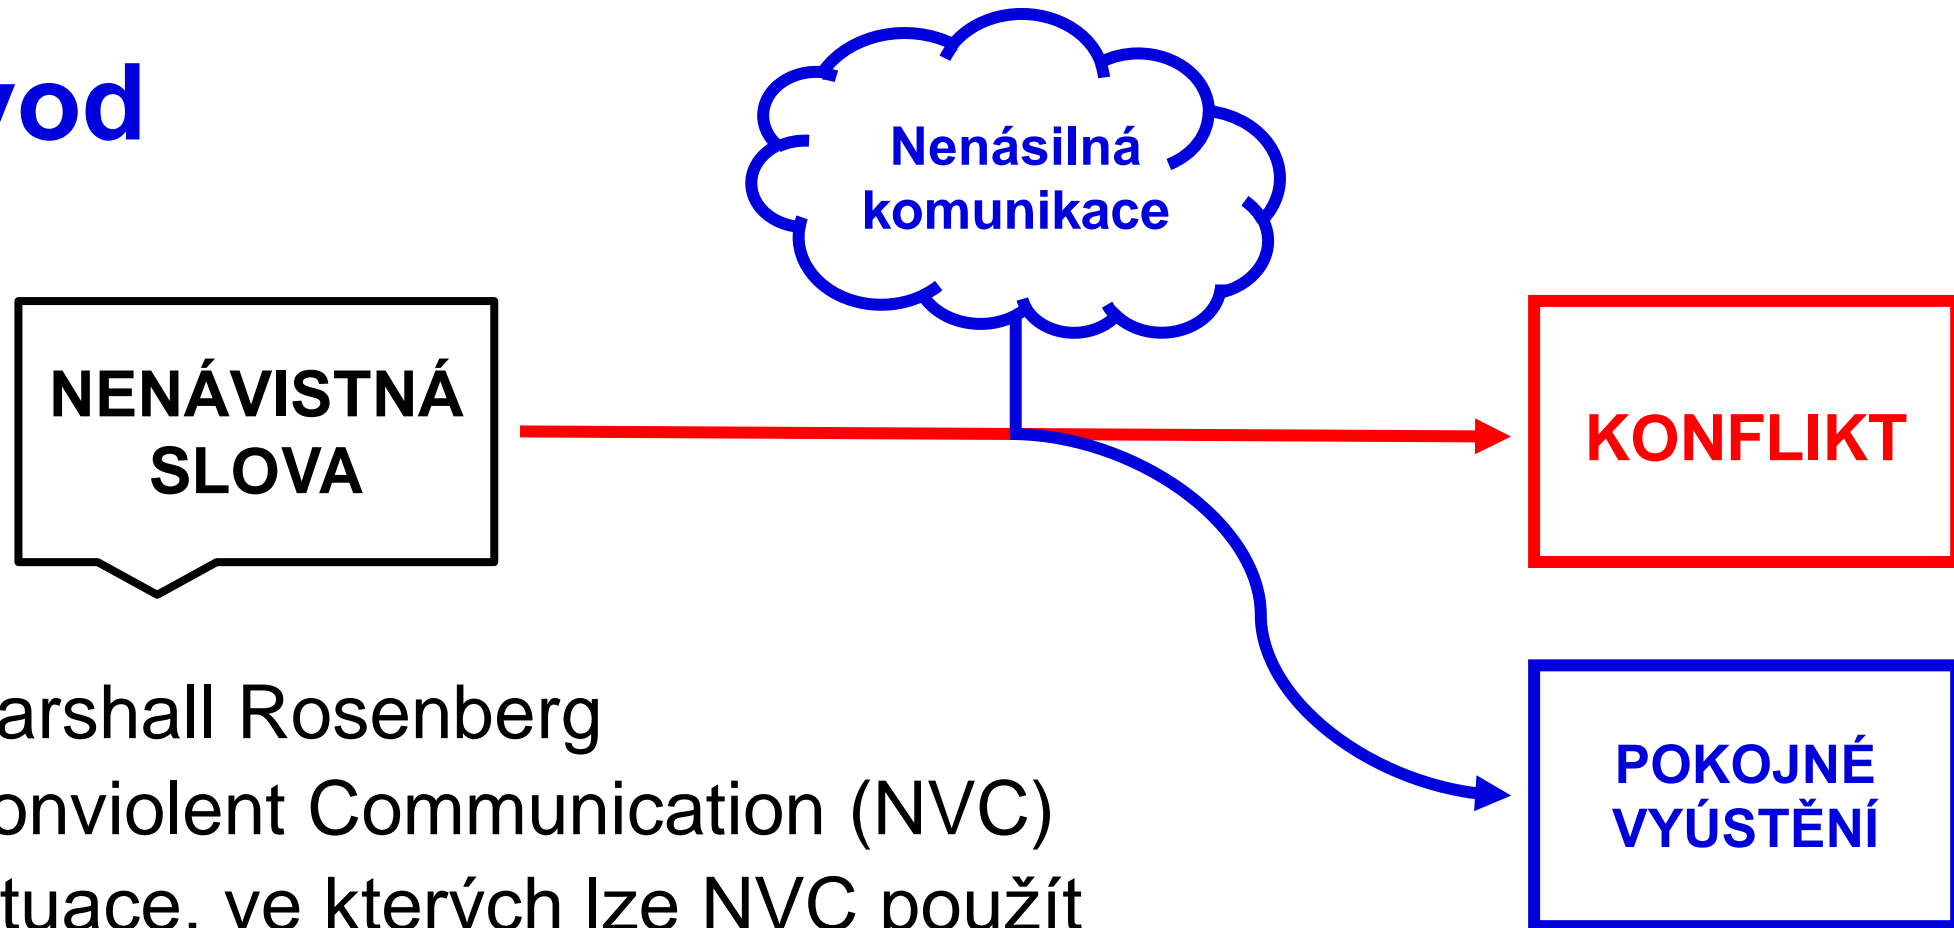 vod
Nenásilná
komunikace
NENÁVISTNÁ
SLOVA
KONFLIKT
arshall Rosenberg
onviolent Communication (NVC)
tuace, ve kterých lze NVC použít
POKOJNÉ
VYÚSTĚNÍ